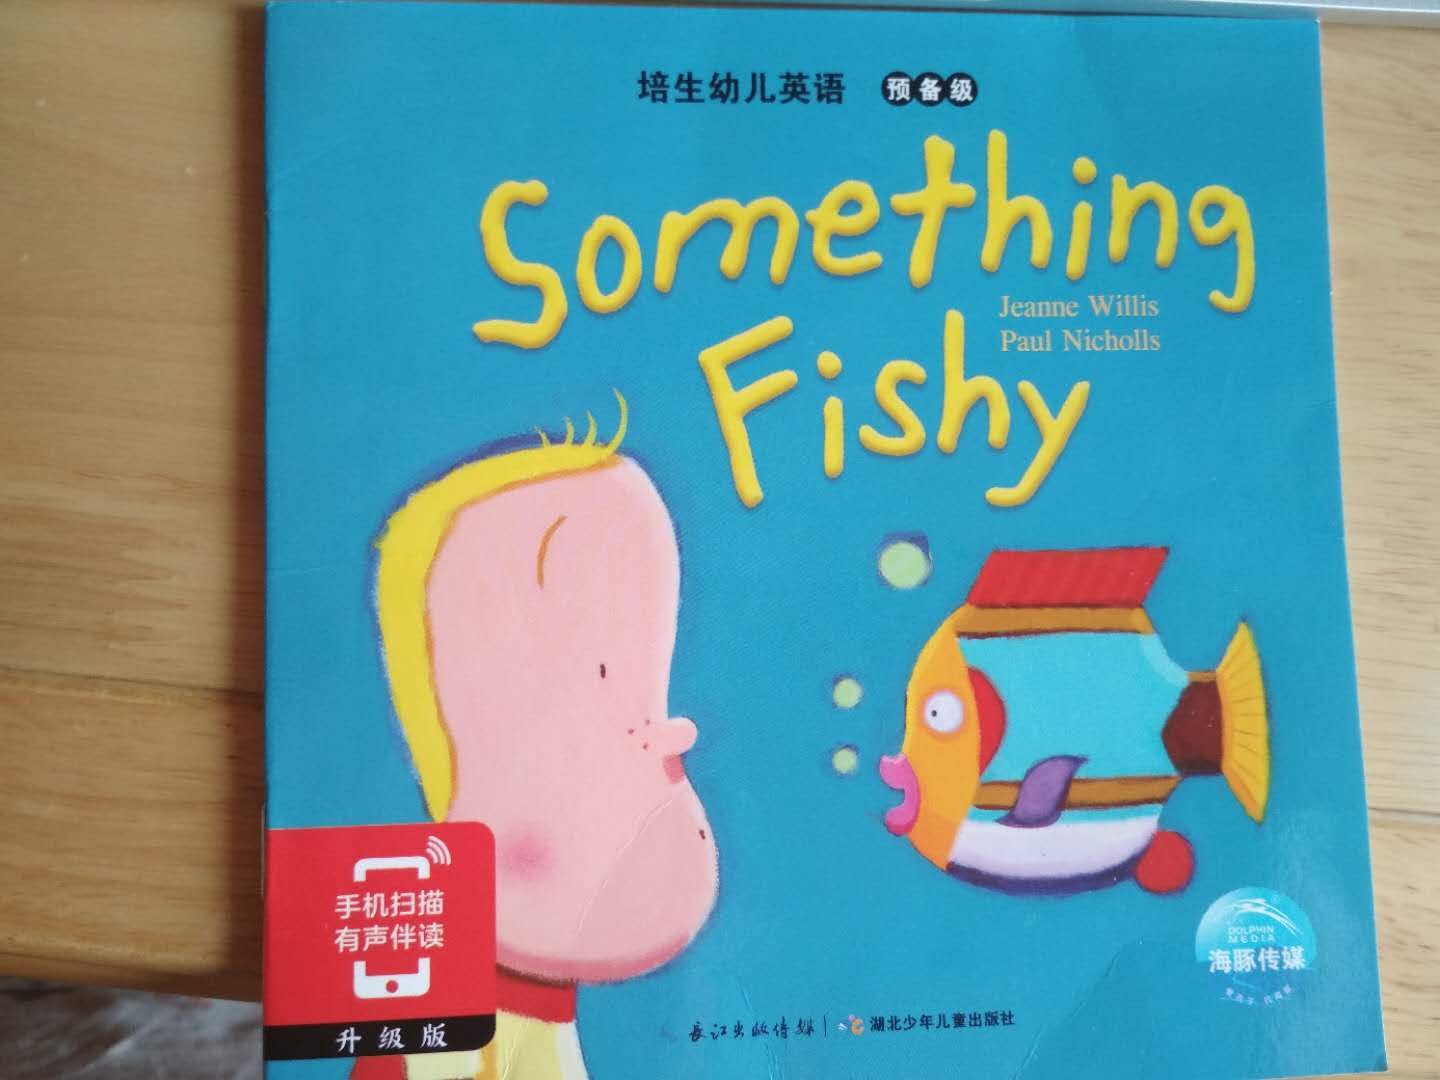 培生幼儿英语 预备级
Something
Jeanne Willis
Paul Nicholls
Fishy
手机扫描
有声伴读
升级版
DOLPHIN
MEDIA
海豚传媒
长江出版传媒 | 湖北少年儿童出版社